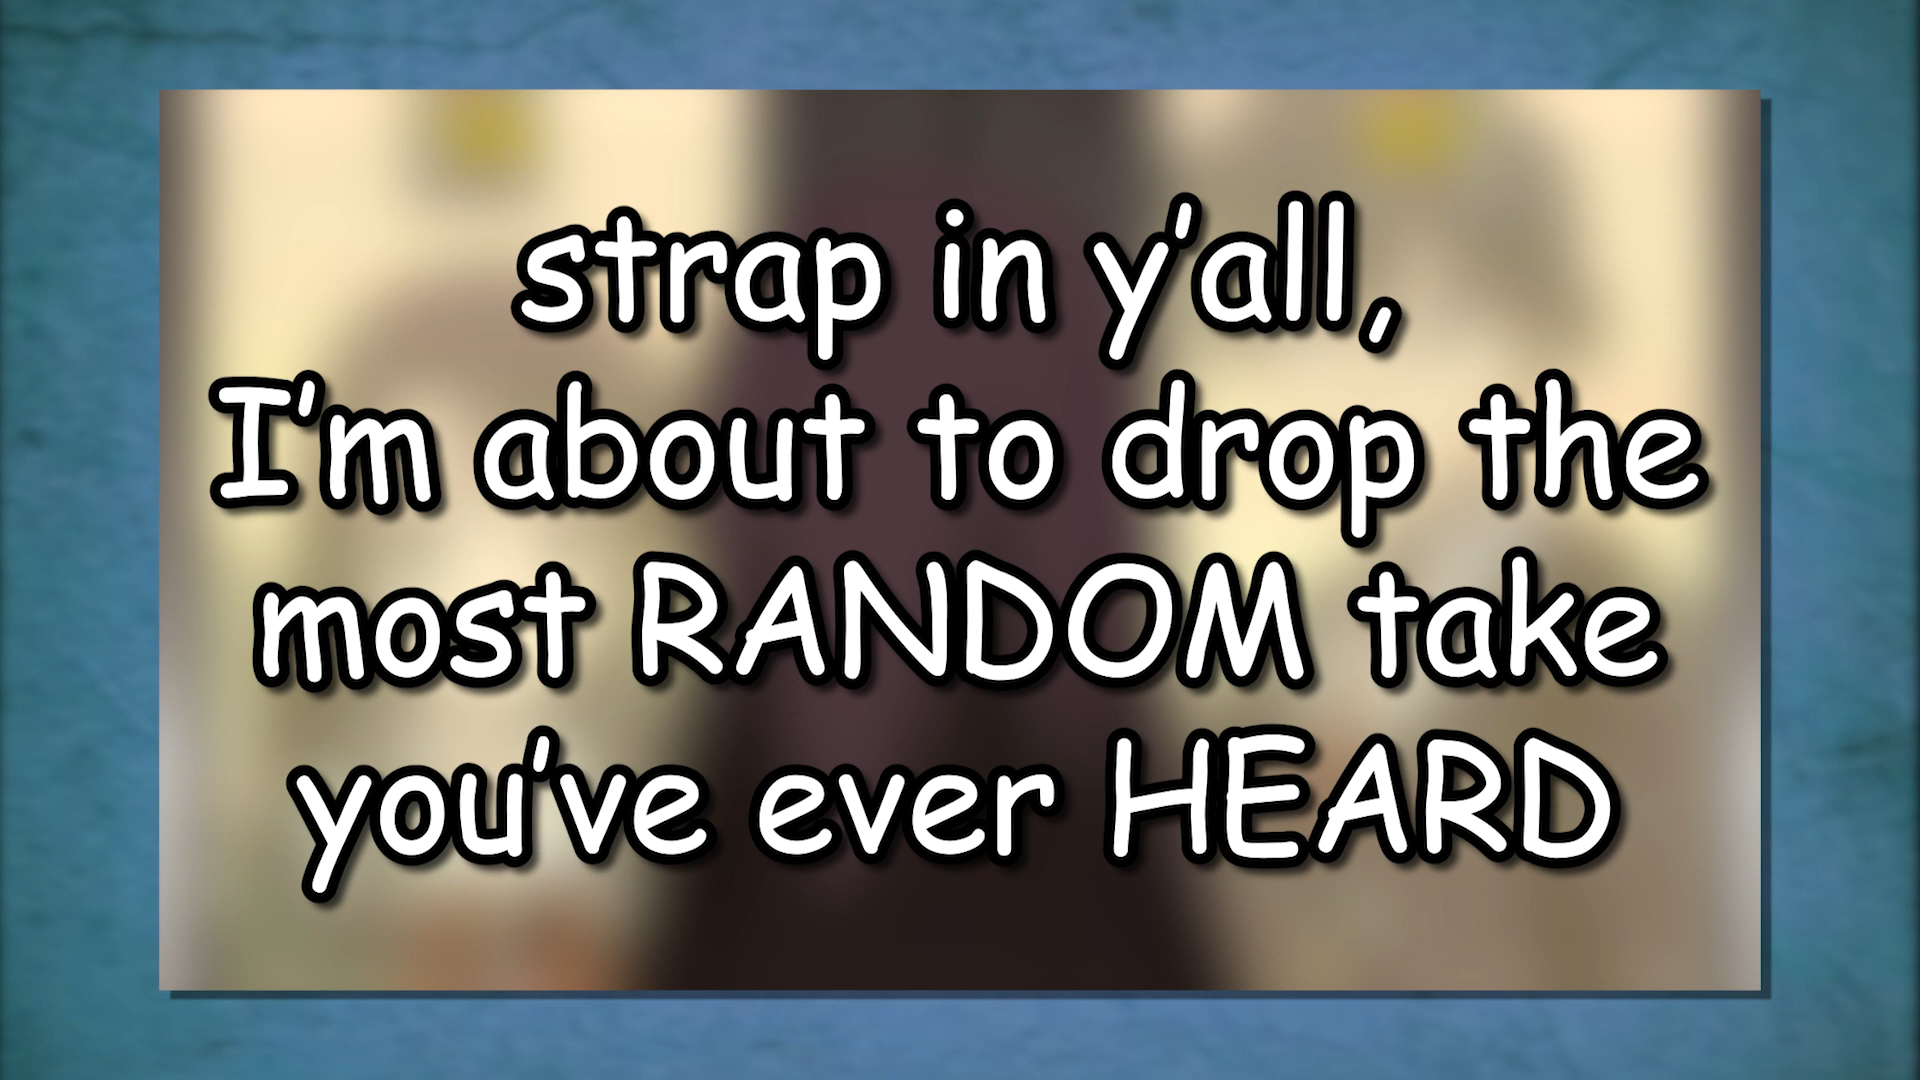 strap in y'all,
I'm about to drop the
most RANDOM take
you've ever HEARD